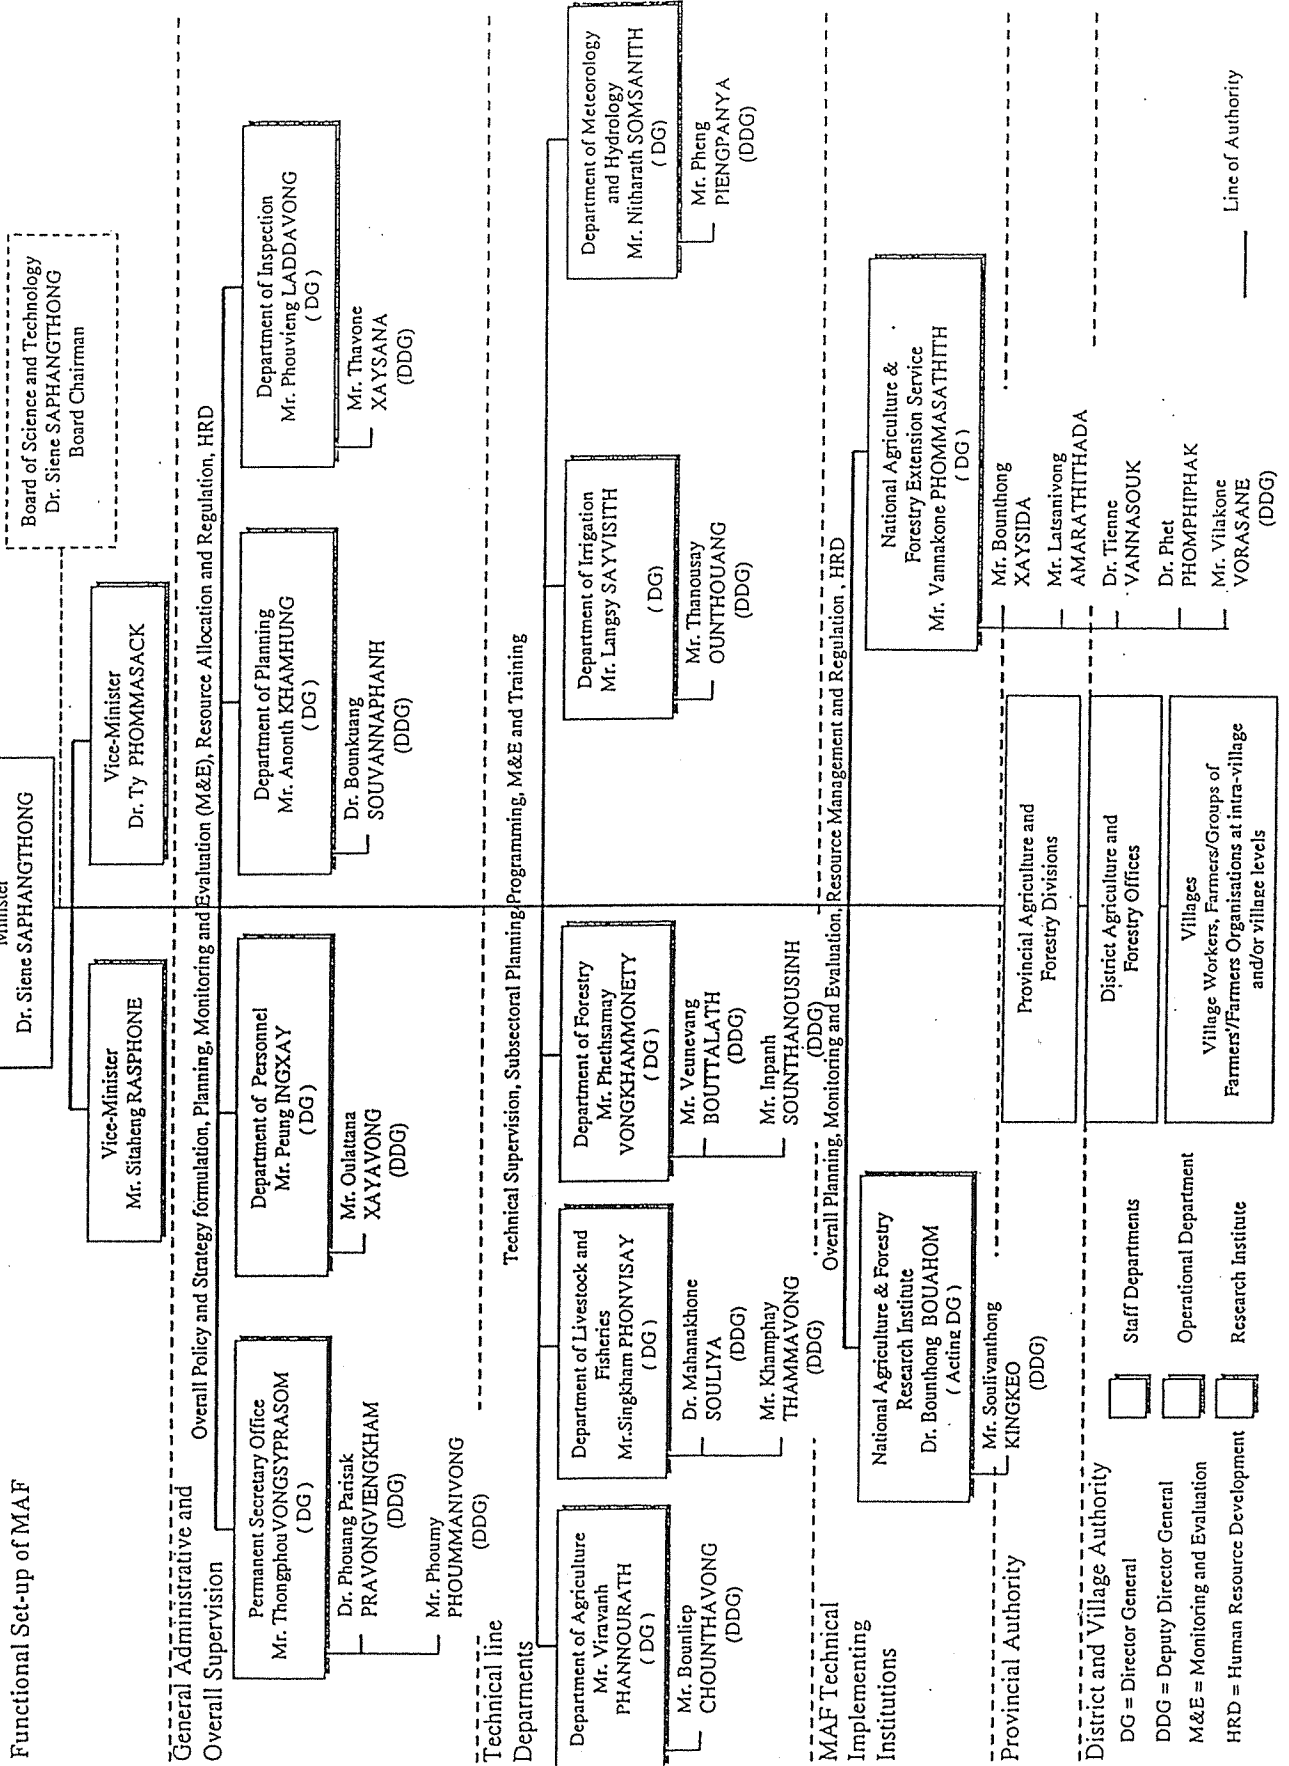 Functional Set-up of MAF
Minister
Dr. Siene SAPHANGTHONG
Board of Science and Technology
Dr. Siene SAPHANGTHONG
Board Chairman
Vice-Minister
Mr. Sitaheng RASPHONE
Vice-Minister
Dr. Ty PHOMMASACK
General Administrative and
Overall Supervision
Overall Policy and Strategy formulation, Planning, Monitoring and Evaluation (M&E), Resource Allocation and Regulation, HRD
Permanent Secretary Office
Mr. Thongphou VONGSYPRASOM
( DG )
Dr. Phouang Parisak
PRAVONGVIENGKHAM
(DDG)
Mr. Phoumy
PHOUMMANIVONG
(DDG)
Department of Personnel
Mr. Peung INGXAY
( DG )
Mr. Oulattana
XAYAVONG
(DDG)
Department of Planning
Mr. Anonth KHAMHUNG
( DG )
Dr. Bounkuang
SOUVANNAPHANH
(DDG)
Department of Inspection
Mr. Phouvieng LADDAVONG
( DG )
Mr. Thavone
XAYSANA
(DDG)
Technical line
Deparments
Technical Supervision, Subsectoral Planning/Programming, M&E and Training
Department of Agriculture
Mr. Viravanh
PHANNOURATH
( DG )
Mr. Bounliep
CHOUNTHAVONG
(DDG)
Department of Livestock and
Fisheries
Mr.Singkham PHONVISAY
( DG )
Dr. Mahanakhone
SOULIYA
(DDG)
Mr. Khamphay
THAMMAVONG
(DDG)
Department of Forestry
Mr. Phethsamay
VONGKHAMMONETY
( DG )
Mr. Veunevang
BOUTTALATH
(DDG)
Mr. Inpanh
SOUNTHANOUSINH
(DDG)
Department of Irrigation
Mr. Langsy SAYVISITH
( DG )
Mr. Thanousay
OUNTHOUANG
(DDG)
Department of Meteorology
and Hydrology
Mr. Nitharath SOMSANITH
( DG )
Mr. Pheng
PIENGPANYA
(DDG)
MAF Technical
Implementing
Institutions
Overall Planning, Monitoring and Evaluation, Resource Management and Regulation , HRD
National Agriculture & Forestry
Research Institute
Dr. Bounthong BOUAHOM
( Acting DG )
Mr. Soulivanthong
KINGKEO
(DDG)
National Agriculture &
Forestry Extension Service
Mr. Vannakone PHOMMASATHITH
( DG )
Mr. Bounthong
XAYSIDA
Mr. Latsanivong
AMARATHITHADA
Dr. Tienne
VANNASOUK
Dr. Phet
PHOMPHIPHAK
Mr. Vilakone
VORASANE
(DDG)
Provincial Authority
Provincial Agriculture and
Forestry Divisions
District and Village Authority
District Agriculture and
Forestry Offices
Villages
Village Workers, Farmers/Groups of
Farmers'/Farmers Organisations at intra-village
and/or village levels
DG = Director General
DDG = Deputy Director General
M&E = Monitoring and Evaluation
HRD = Human Resource Development
Staff Departments
Operational Department
Research Institute
Line of Authority